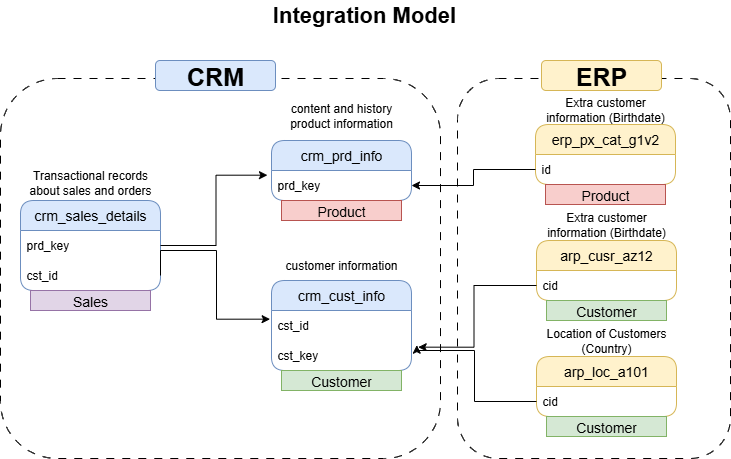 Integration Model
CRM
ERP
content and history
product information
crm_prd_info
prd_key
Product
Transactional records
about sales and orders
crm_sales_details
prd_key
cst_id
Sales
customer information
crm_cust_info
cst_id
cst_key
Customer
Extra customer
information (Birthdate)
erp_px_cat_g1v2
id
Product
Extra customer
information (Birthdate)
arp_cusr_az12
cid
Customer
Location of Customers
(Country)
arp_loc_a101
cid
Customer